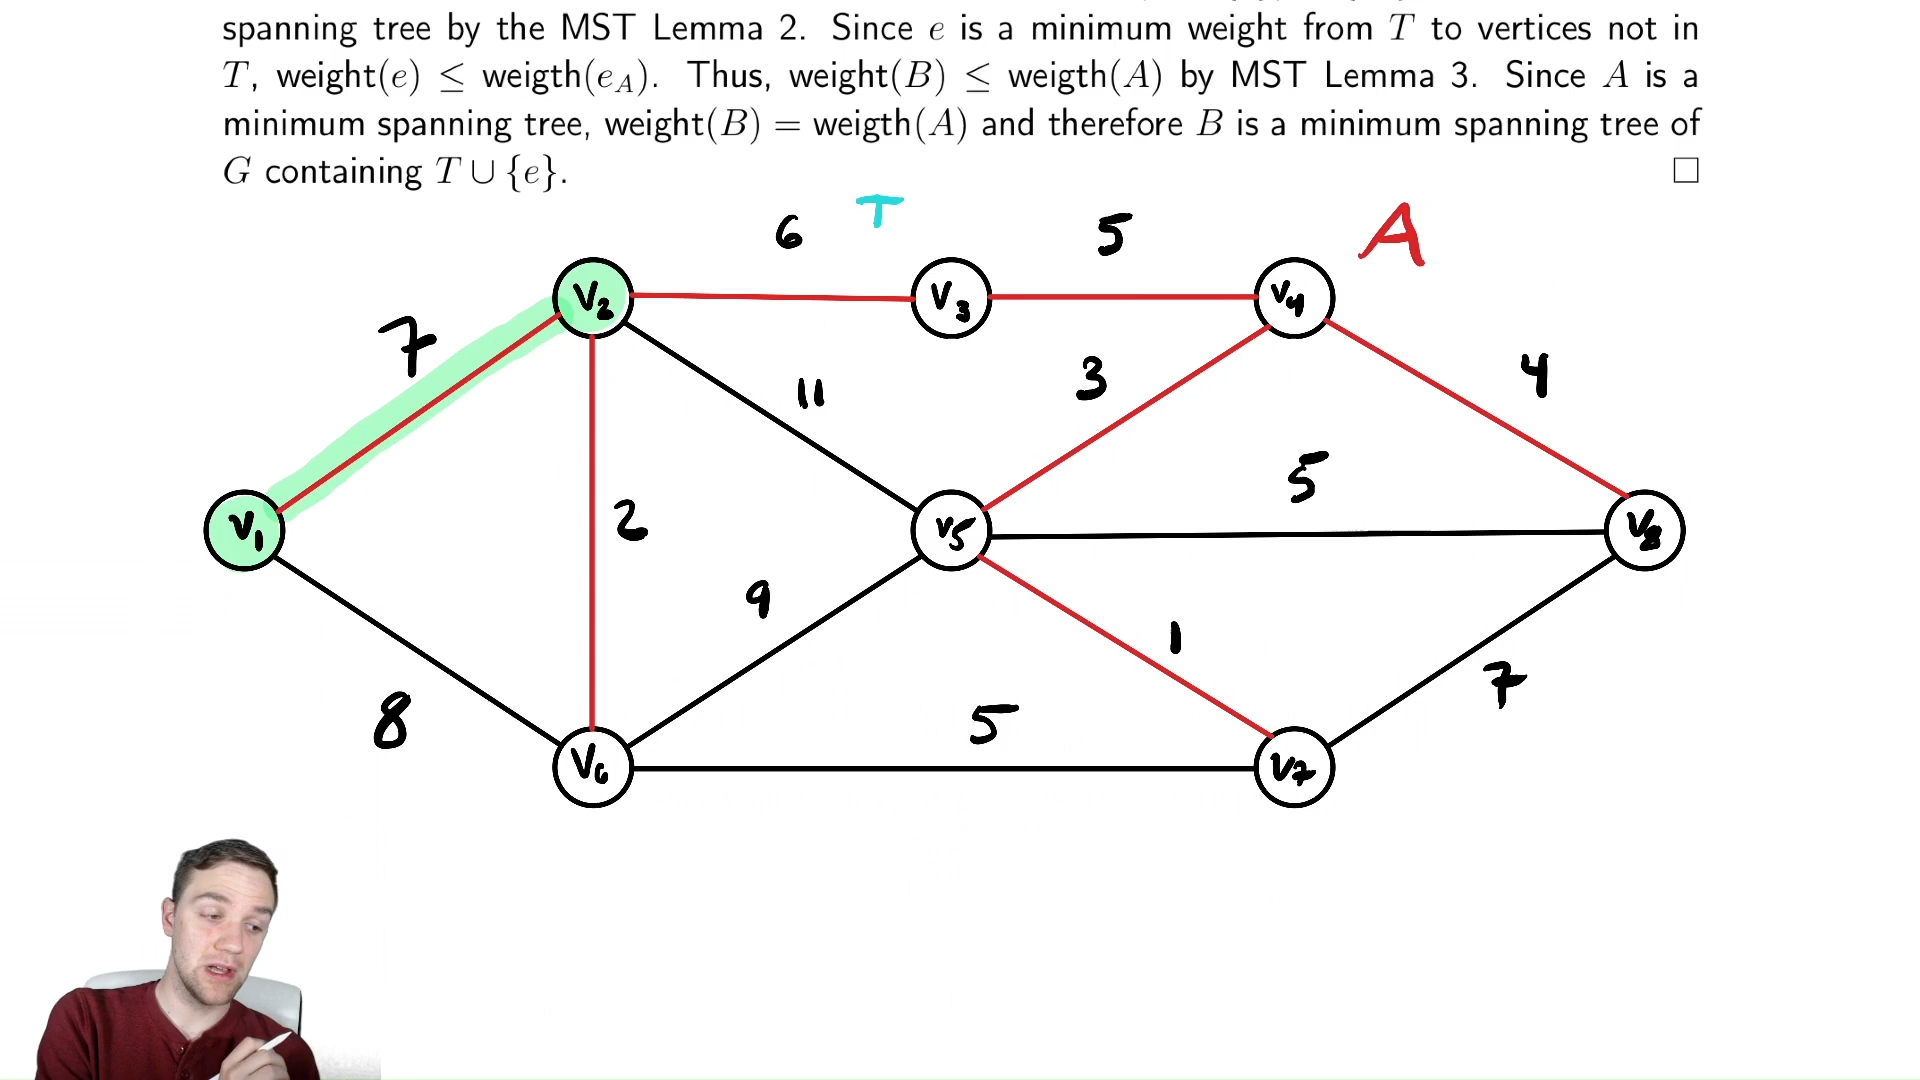 spanning tree by the MST Lemma 2. Since e is a minimum weight from T to vertices not in
T, weight(e) ≤ weigth(e_A). Thus, weight(B) ≤ weigth(A) by MST Lemma 3. Since A is a
minimum spanning tree, weight(B) = weigth(A) and therefore B is a minimum spanning tree of
G containing T ∪ {e}. □
6 T 5 A
V₂ V₃ V₄
7 11 3 4
5
V₁ 2 V₅ V₈
9 1
8 5 7
V₆ V₇